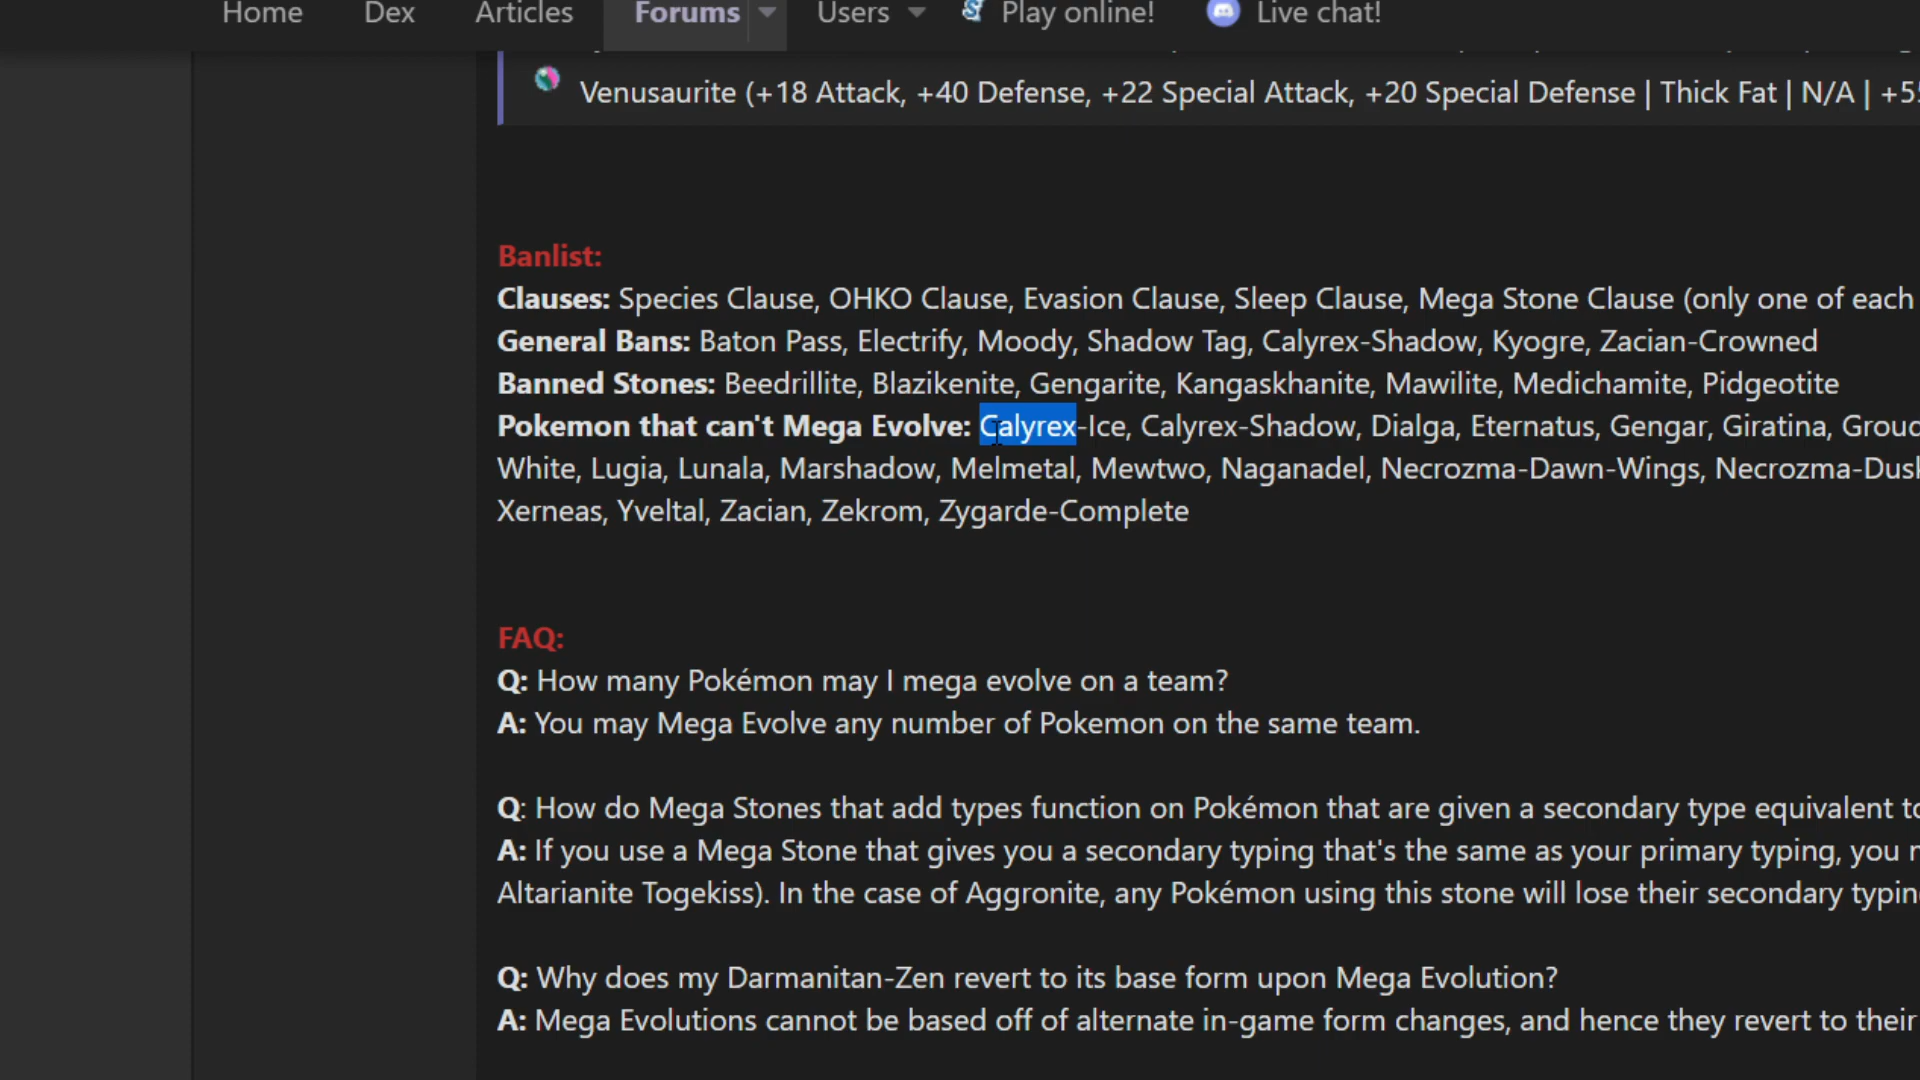 Home Dex Articles Forums Users Play online! Live chat!
Venusaurite (+18 Attack, +40 Defense, +22 Special Attack, +20 Special Defense | Thick Fat | N/A |
Banlist:
Clauses: Species Clause, OHKO Clause, Evasion Clause, Sleep Clause, Mega Stone Clause (only one of each
General Bans: Baton Pass, Electrify, Moody, Shadow Tag, Calyrex-Shadow, Kyogre, Zacian-Crowned
Banned Stones: Beedrillite, Blazikenite, Gengarite, Kangaskhanite, Mawilite, Medichamite, Pidgeotite
Pokemon that can't Mega Evolve: Calyrex-Ice, Calyrex-Shadow, Dialga, Eternatus, Gengar, Giratina,
White, Lugia, Lunala, Marshadow, Melmetal, Mewtwo, Naganadel, Necrozma-Dawn-Wings,
Xerneas, Yveltal, Zacian, Zekrom, Zygarde-Complete
FAQ:
Q: How many Pokémon may I mega evolve on a team?
A: You may Mega Evolve any number of Pokemon on the same team.
Q: How do Mega Stones that add types function on Pokémon that are given a secondary type equivalent
A: If you use a Mega Stone that gives you a secondary typing that's the same as your primary typing, you
Altarianite Togekiss). In the case of Aggronite, any Pokémon using this stone will lose their secondary
Q: Why does my Darmanitan-Zen revert to its base form upon Mega Evolution?
A: Mega Evolutions cannot be based off of alternate in-game form changes, and hence they revert to their